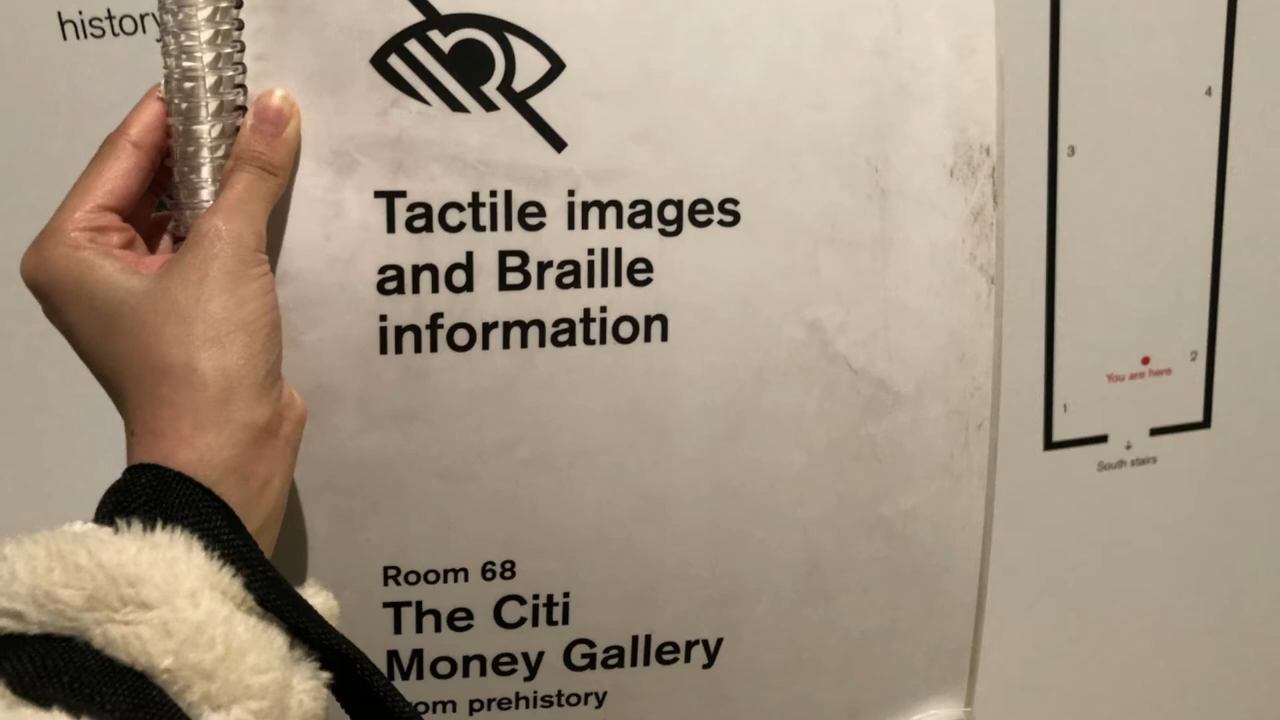 history
Tactile images
and Braille
information
Room 68
The Citi
Money Gallery
om prehistory
4
3
2
You are here
1
South stairs